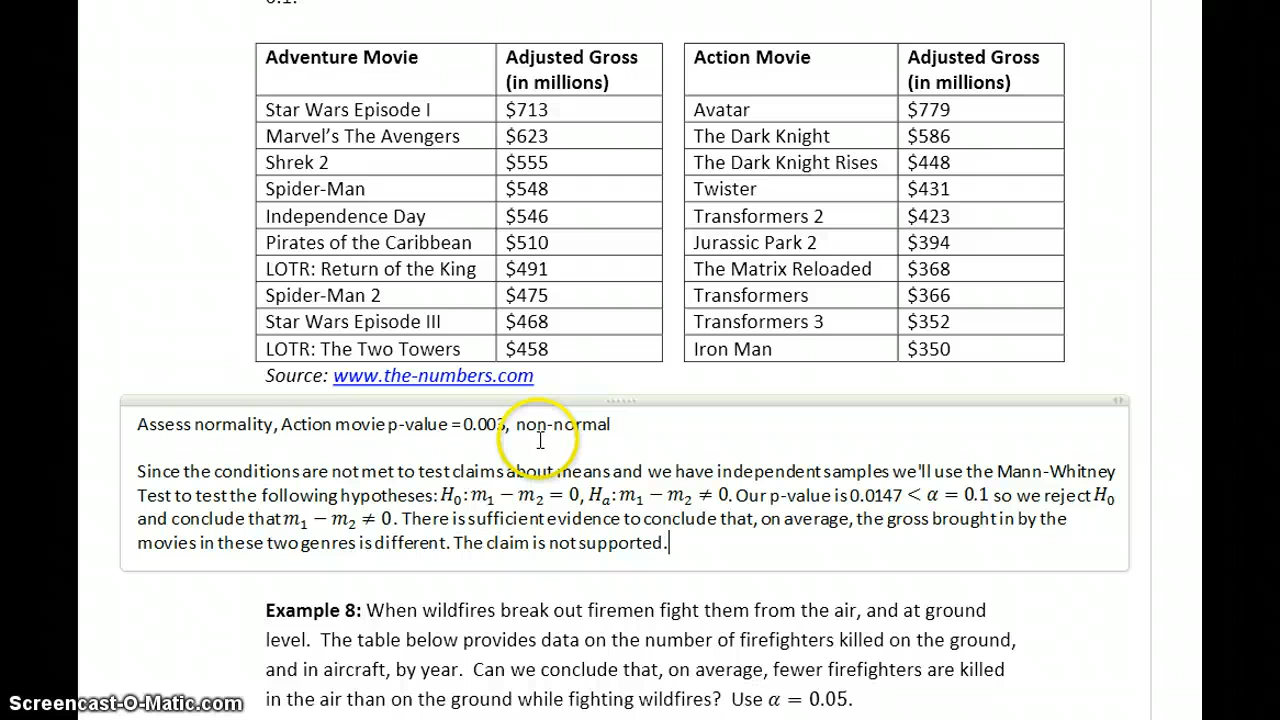 0.1.
Adventure Movie Adjusted Gross (in millions) Action Movie Adjusted Gross (in millions)
Star Wars Episode I $713 Avatar $779
Marvel's The Avengers $623 The Dark Knight $586
Shrek 2 $555 The Dark Knight Rises $448
Spider-Man $548 Twister $431
Independence Day $546 Transformers 2 $423
Pirates of the Caribbean $510 Jurassic Park 2 $394
LOTR: Return of the King $491 The Matrix Reloaded $368
Spider-Man 2 $475 Transformers $366
Star Wars Episode III $468 Transformers 3 $352
LOTR: The Two Towers $458 Iron Man $350
Source: www.the-numbers.com
Assess normality, Action movie p-value = 0.003, non-normal
Since the conditions are not met to test claims about means and we have independent samples we'll use the Mann-Whitney
Test to test the following hypotheses: H₀: m₁ − m₂ = 0, Hₐ: m₁ − m₂ ≠ 0. Our p-value is 0.0147 < α = 0.1 so we reject H₀
and conclude that m₁ − m₂ ≠ 0. There is sufficient evidence to conclude that, on average, the gross brought in by the
movies in these two genres is different. The claim is not supported.
Example 8: When wildfires break out firemen fight them from the air, and at ground
level. The table below provides data on the number of firefighters killed on the ground,
and in aircraft, by year. Can we conclude that, on average, fewer firefighters are killed
in the air than on the ground while fighting wildfires? Use α = 0.05.
Screencast-O-Matic.com